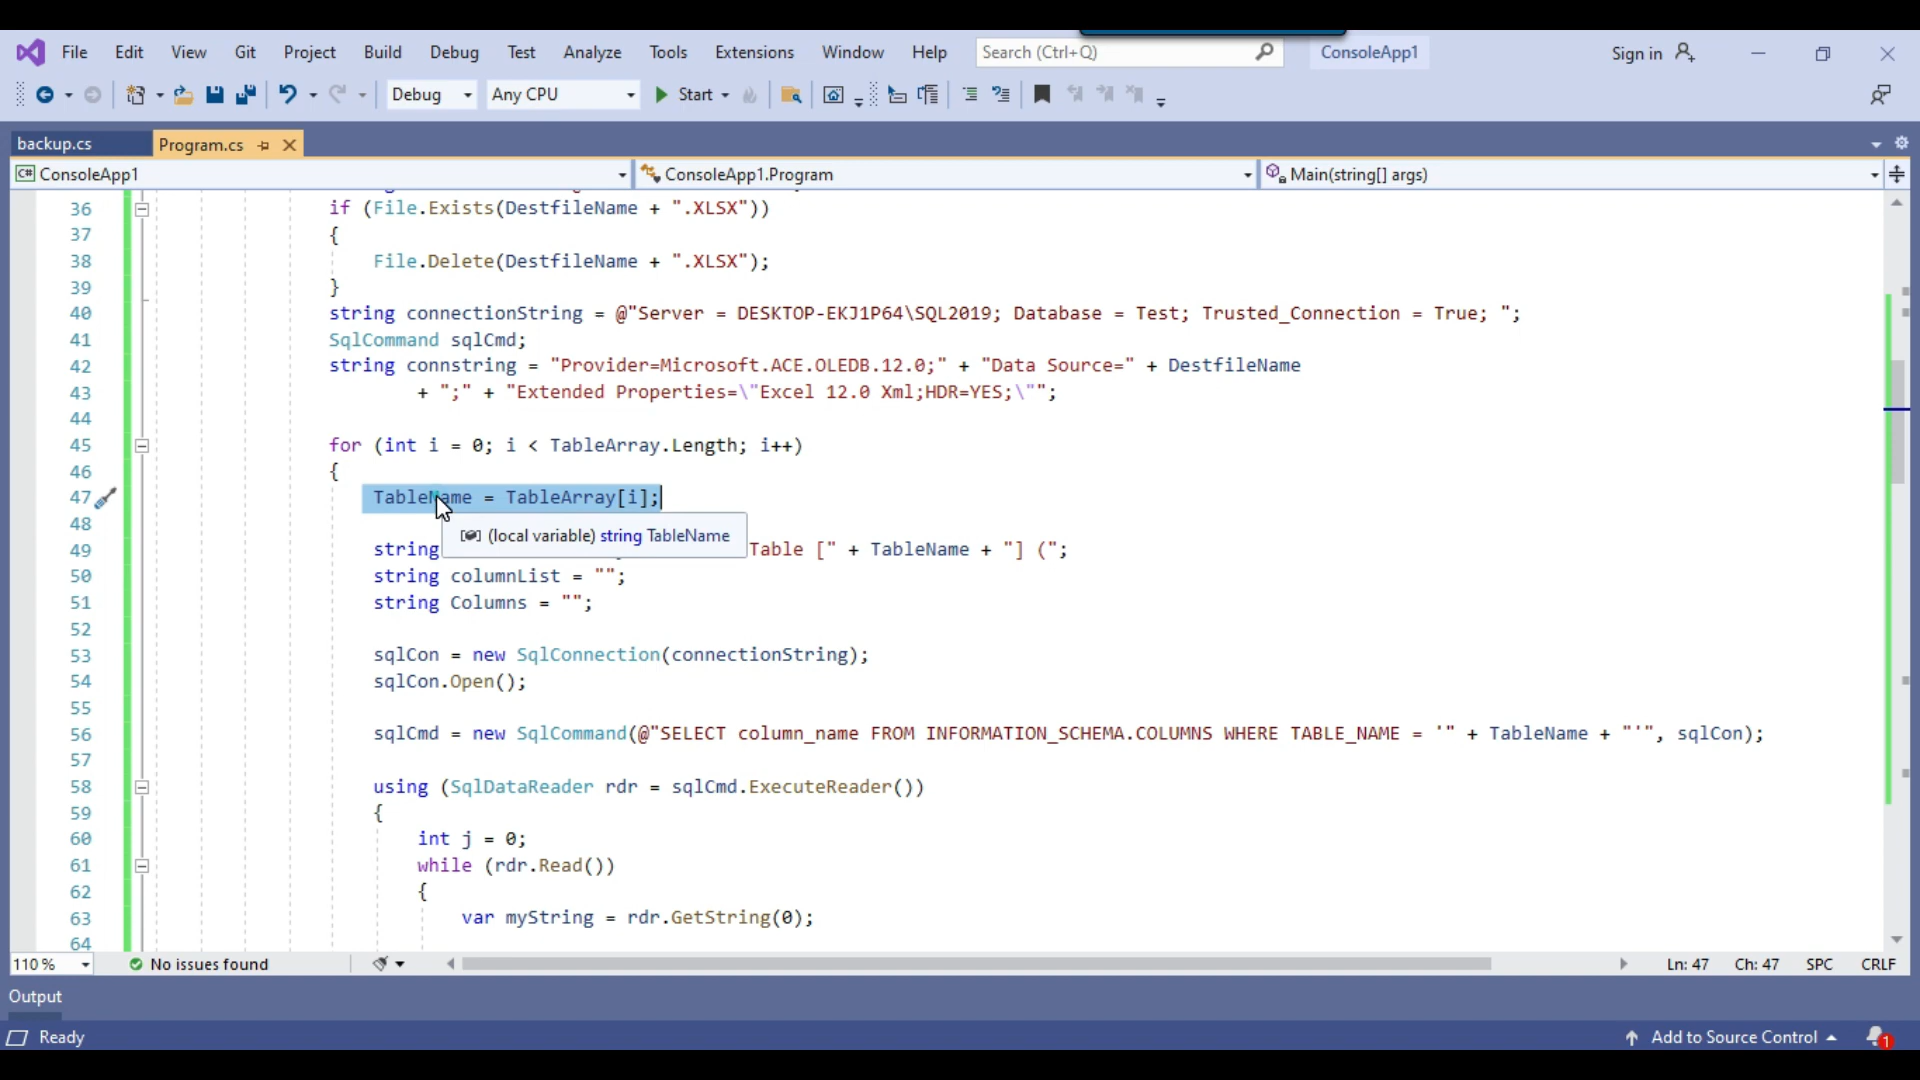 File Edit View Git Project Build Debug Test Analyze Tools Extensions Window Help Search (Ctrl+Q) ConsoleApp1 Sign in
Debug Any CPU Start
backup.cs Program.cs
C# ConsoleApp1 ConsoleApp1.Program Main(string[] args)
36 if (File.Exists(DestfileName + ".XLSX"))
37 {
38 File.Delete(DestfileName + ".XLSX");
39 }
40 string connectionString = @"Server = DESKTOP-EKJ1P64\SQL2019; Database = Test; Trusted_Connection = True; ";
41 SqlCommand sqlCmd;
42 string connstring = "Provider=Microsoft.ACE.OLEDB.12.0;" + "Data Source=" + DestfileName
43 + ";" + "Extended Properties=\"Excel 12.0 Xml;HDR=YES;\"";
44
45 for (int i = 0; i < TableArray.Length; i++)
46 {
47 TableName = TableArray[i];
48
(local variable) string TableName
49 string Table [" + TableName + "] (";
50 string columnList = "";
51 string Columns = "";
52
53 sqlCon = new SqlConnection(connectionString);
54 sqlCon.Open();
55
56 sqlCmd = new SqlCommand(@"SELECT column_name FROM INFORMATION_SCHEMA.COLUMNS WHERE TABLE_NAME = '" + TableName + "'", sqlCon);
57
58 using (SqlDataReader rdr = sqlCmd.ExecuteReader())
59 {
60 int j = 0;
61 while (rdr.Read())
62 {
63 var myString = rdr.GetString(0);
64
110 % No issues found Ln: 47 Ch: 47 SPC CRLF
Output
Ready Add to Source Control 1